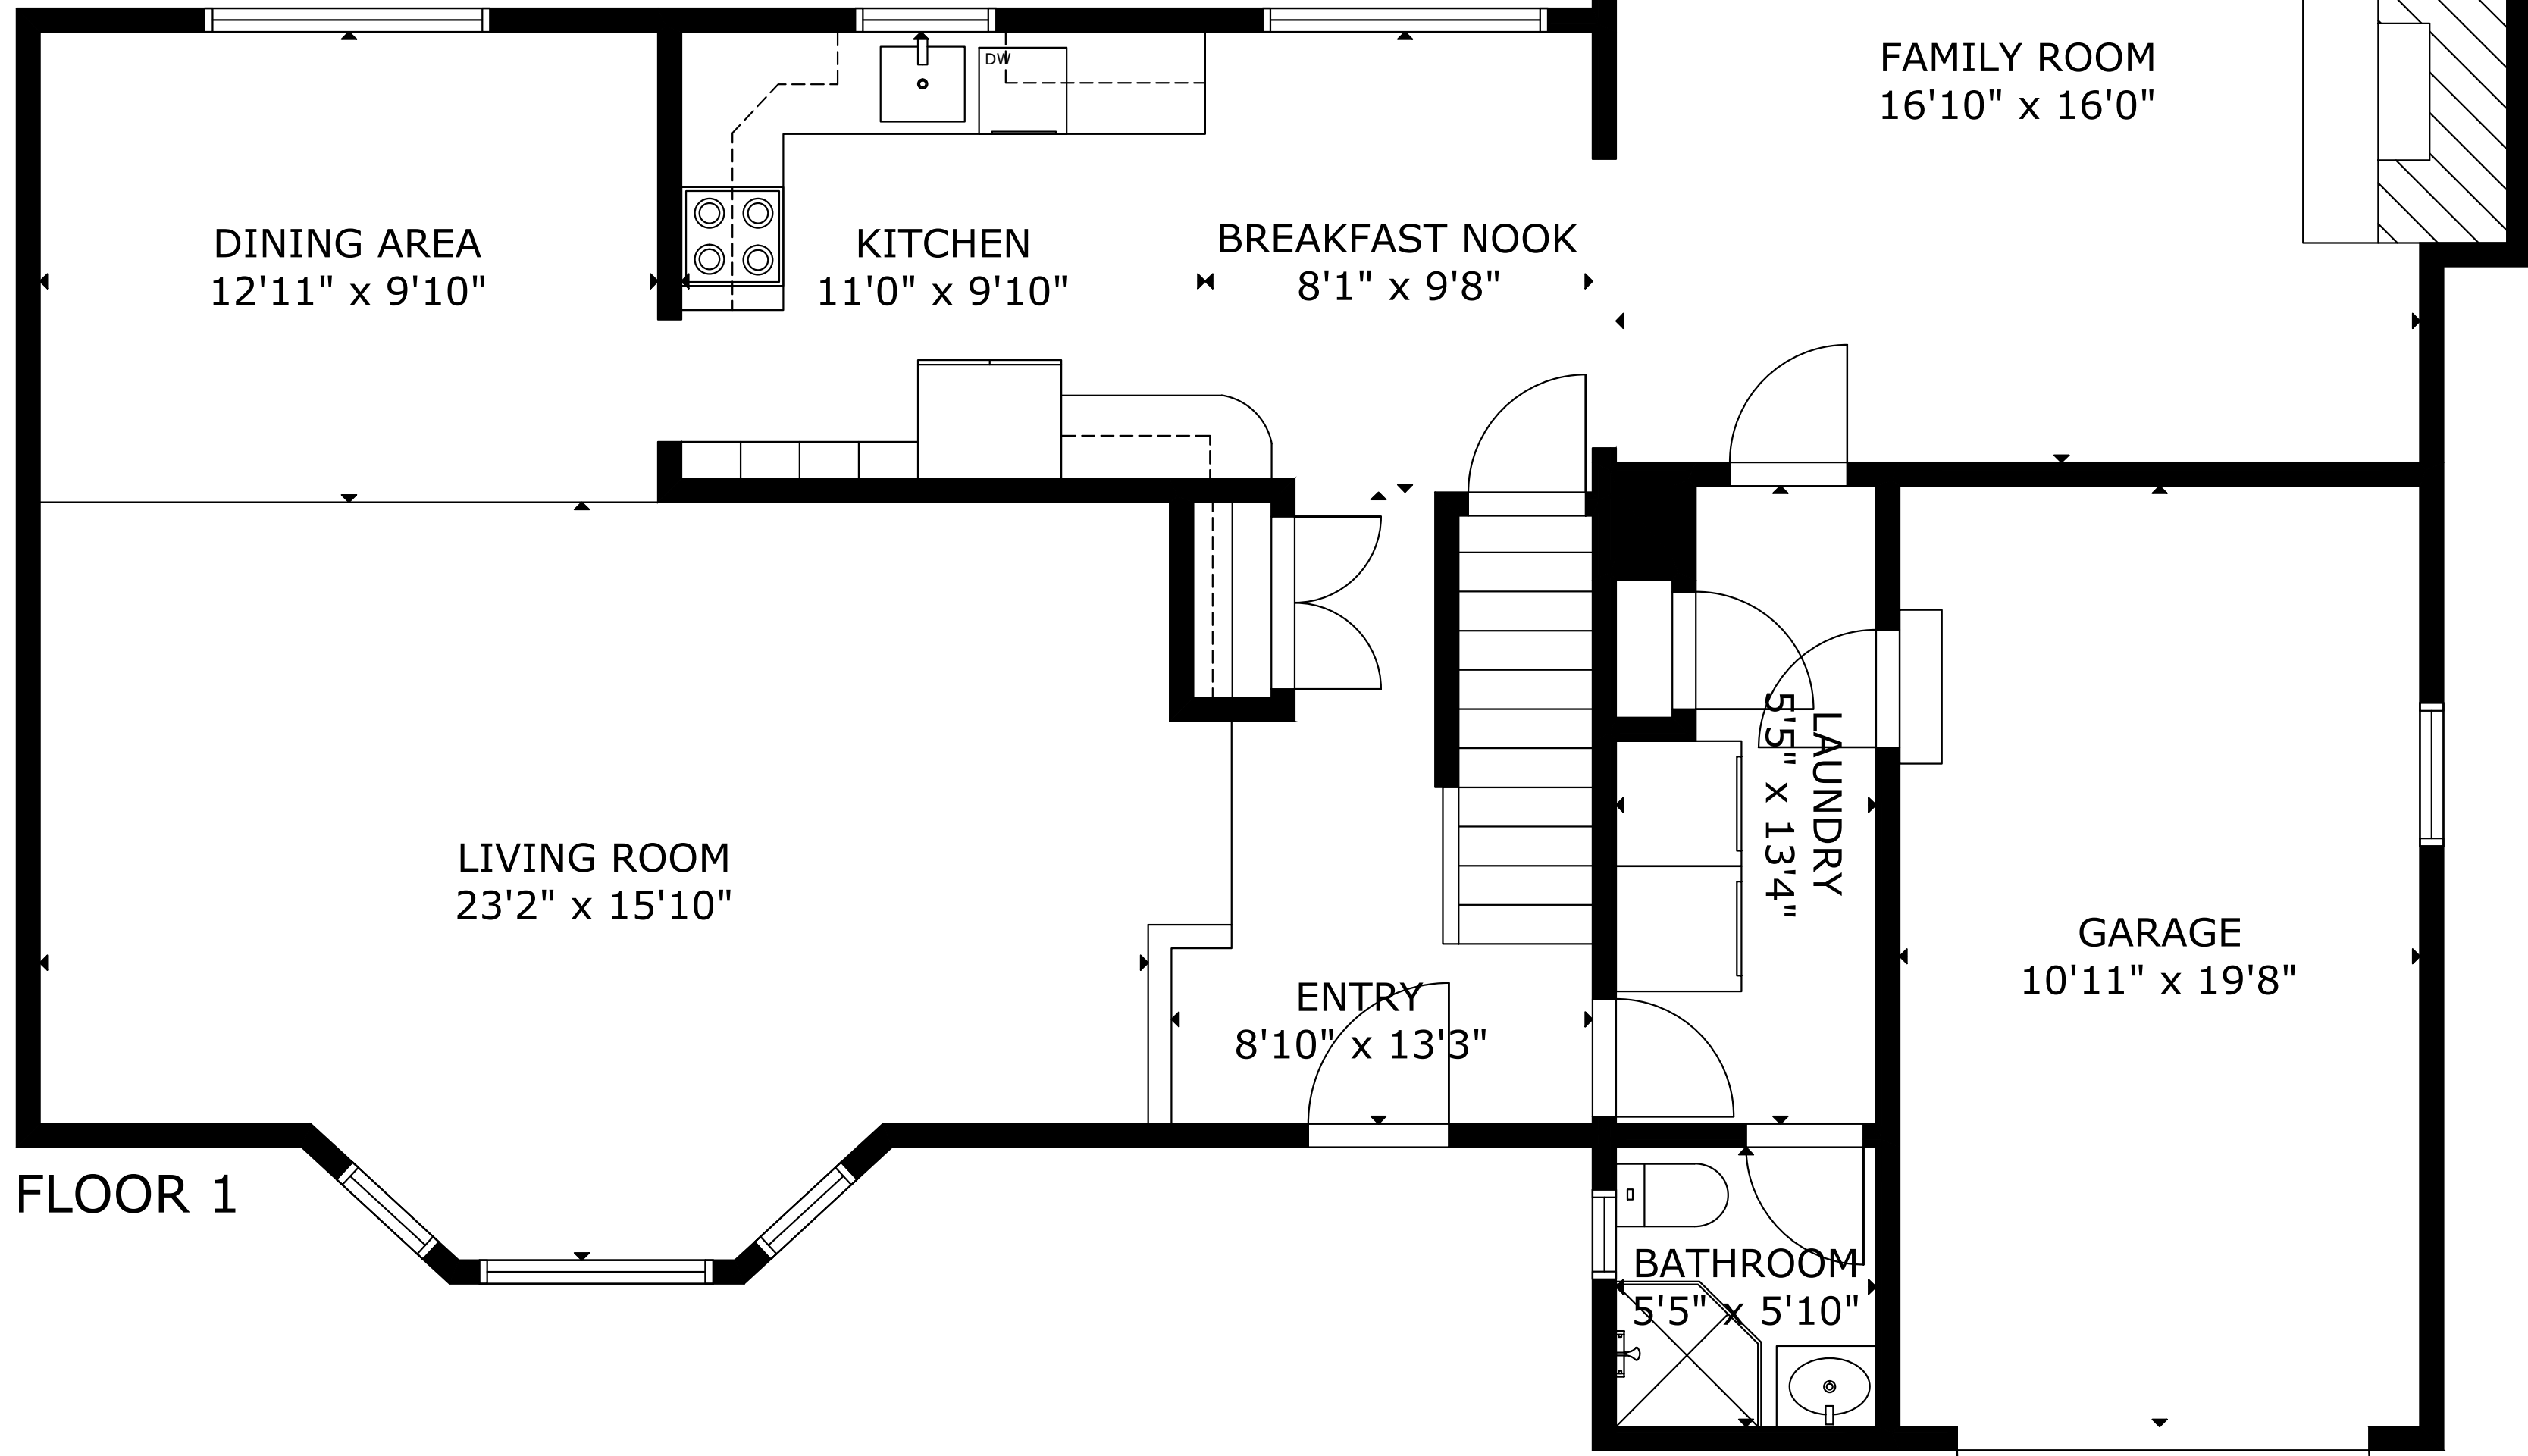 FAMILY ROOM
16'10" x 16'0"
DW
DINING AREA
12'11" x 9'10"
KITCHEN
11'0" x 9'10"
BREAKFAST NOOK
8'1" x 9'8"
LIVING ROOM
23'2" x 15'10"
ENTRY
8'10" x 13'3"
LAUNDRY
5'5" x 13'4"
GARAGE
10'11" x 19'8"
FLOOR 1
BATHROOM
5'5" x 5'10"